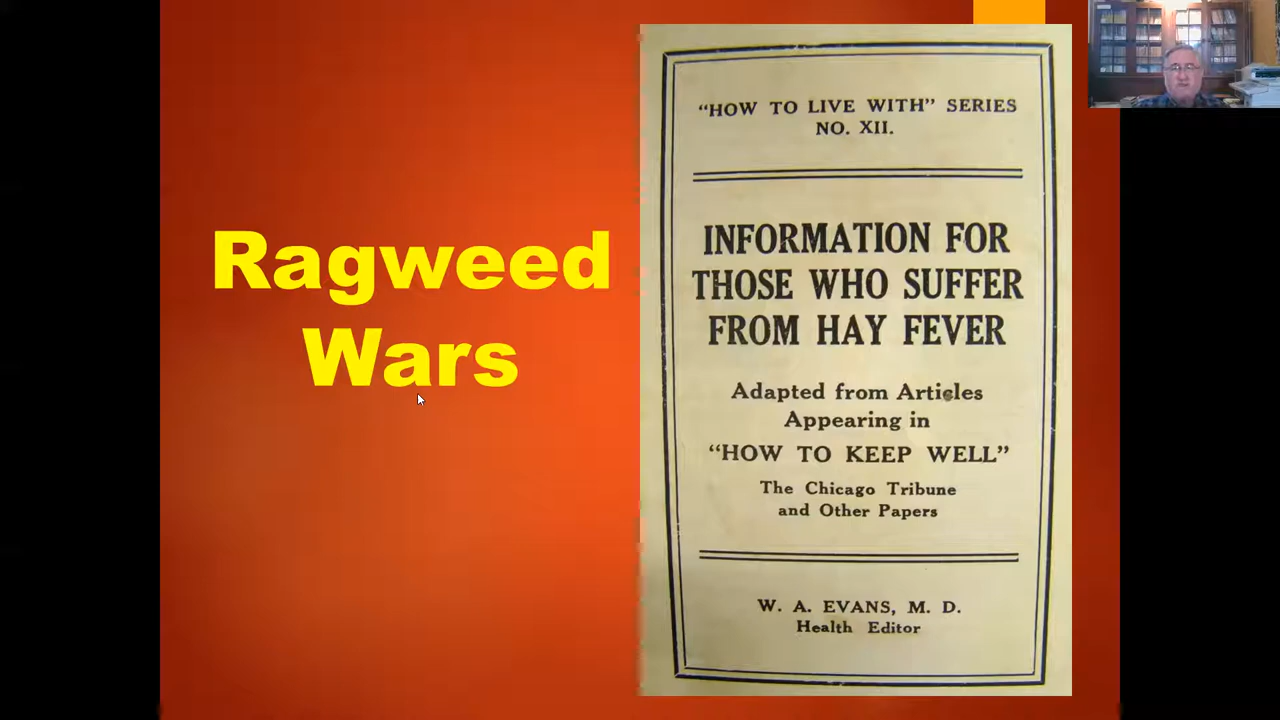 Ragweed
Wars
“HOW TO LIVE WITH” SERIES
NO. XII.
INFORMATION FOR
THOSE WHO SUFFER
FROM HAY FEVER
Adapted from Articles
Appearing in
“HOW TO KEEP WELL”
The Chicago Tribune
and Other Papers
W. A. EVANS, M. D.
Health Editor